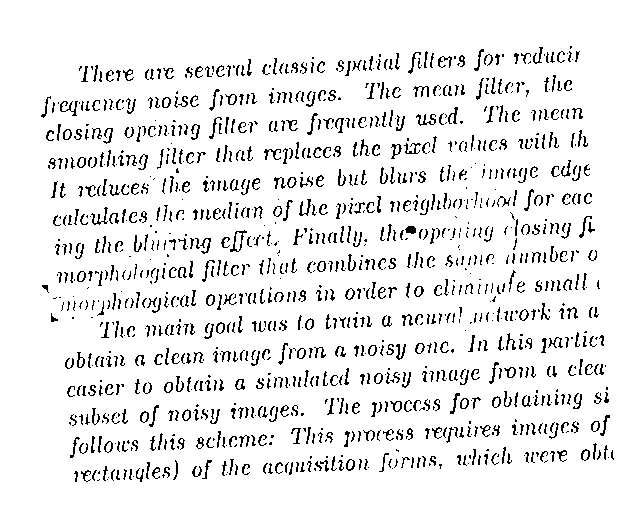 There are several classic spatial filters for reducin
frequency noise from images. The mean filter, the
closing opening filter are frequently used. The mean
smoothing filter that replaces the pixel values with th
It reduces the image noise but blurs the image edge
calculates the median of the pixel neighborhood for eac
ing the blurring effect. Finally, the opening closing fi
morphological filter that combines the same number o
morphological operations in order to eliminate small
The main goal was to train a neural network in a
obtain a clean image from a noisy one. In this particu
easier to obtain a simulated noisy image from a clea
subset of noisy images. The process for obtaining si
follows this scheme: This process requires images of
rectangles) of the acquisition forms, which were obta